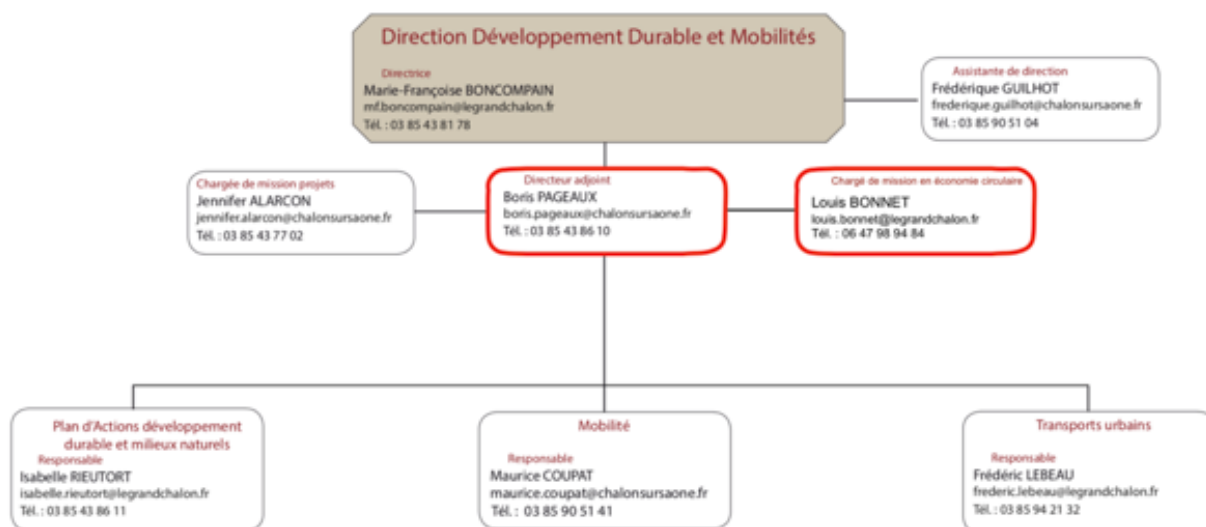 Direction Développement Durable et Mobilités
Directrice
Marie-Françoise BONCOMPAIN
mf.boncompain@legrandchalon.fr
Tél. : 03 85 43 81 78
Assistante de direction
Frédérique GUILHOT
frederique.guilhot@chalonsursaone.fr
Tél. : 03 85 90 51 04
Chargée de mission projets
Jennifer ALARCON
jennifer.alarcon@chalonsursaone.fr
Tél. : 03 85 43 77 02
Directeur adjoint
Boris PAGEAUX
boris.pageaux@chalonsursaone.fr
Tél. : 03 85 43 86 10
Chargé de mission en économie circulaire
Louis BONNET
louis.bonnet@legrandchalon.fr
Tél. : 06 47 98 94 84
Plan d'Actions développement
durable et milieux naturels
Responsable
Isabelle RIEUTORT
isabelle.rieutort@legrandchalon.fr
Tél. : 03 85 43 86 11
Mobilité
Responsable
Maurice COUPAT
maurice.coupat@chalonsursaone.fr
Tél. : 03 85 90 51 41
Transports urbains
Responsable
Frédéric LEBEAU
frederic.lebeau@legrandchalon.fr
Tél. : 03 85 94 21 32